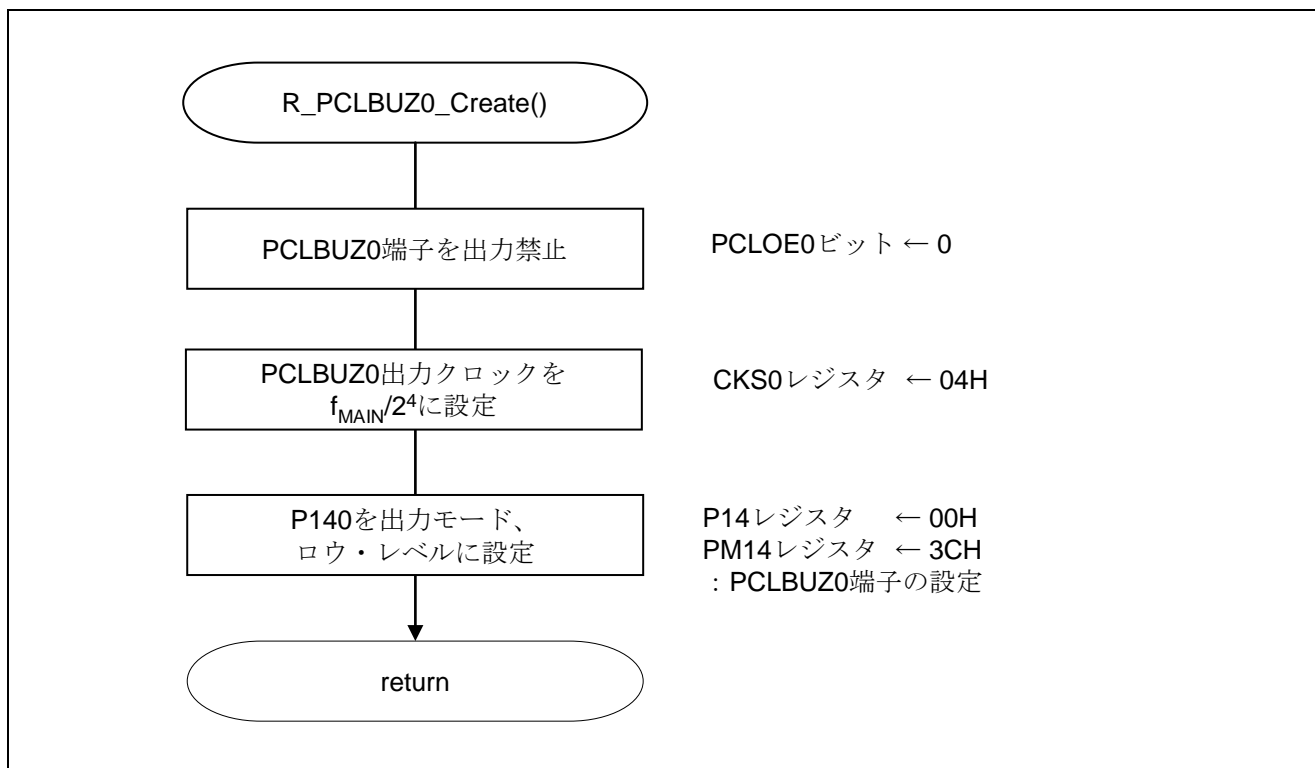 R_PCLBUZ0_Create()
PCLBUZ0端子を出力禁止
PCLOE0ビット ← 0
PCLBUZ0出力クロックを
fMAIN/2⁴に設定
CKS0レジスタ ← 04H
P140を出力モード、
ロウ・レベルに設定
P14レジスタ ← 00H
PM14レジスタ ← 3CH
：PCLBUZ0端子の設定
return